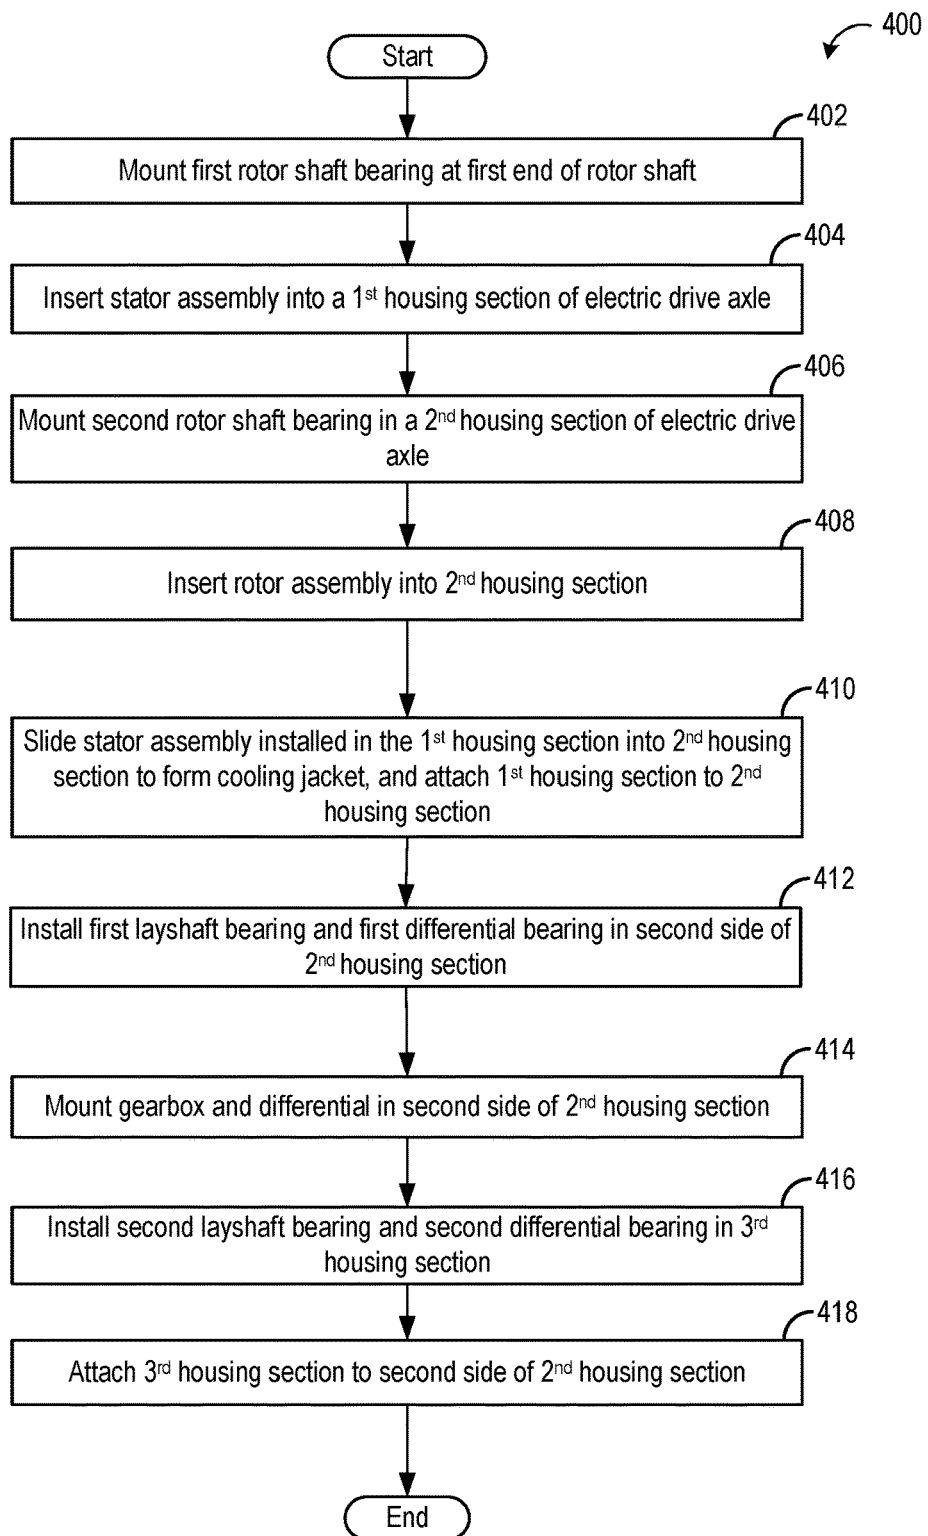 400
Start
402
Mount first rotor shaft bearing at first end of rotor shaft
404
Insert stator assembly into a 1st housing section of electric drive axle
406
Mount second rotor shaft bearing in a 2nd housing section of electric drive
axle
408
Insert rotor assembly into 2nd housing section
410
Slide stator assembly installed in the 1st housing section into 2nd housing
section to form cooling jacket, and attach 1st housing section to 2nd
housing section
412
Install first layshaft bearing and first differential bearing in second side of
2nd housing section
414
Mount gearbox and differential in second side of 2nd housing section
416
Install second layshaft bearing and second differential bearing in 3rd
housing section
418
Attach 3rd housing section to second side of 2nd housing section
End